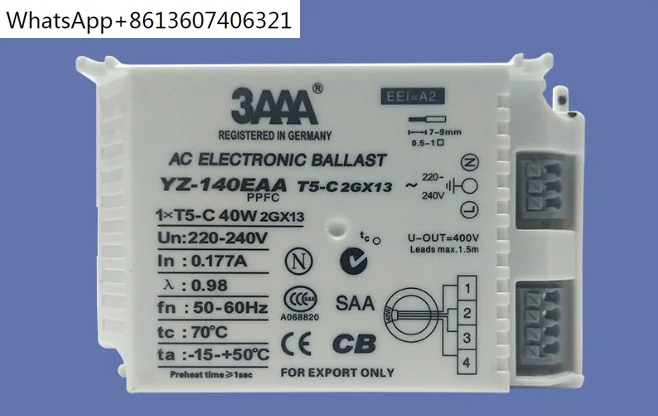 WhatsApp+8613607406321
3AAA®
REGISTERED IN GERMANY
EEI=A2
7-9mm
0.5-1□
AC ELECTRONIC BALLAST
YZ-140EAA T5-C 2GX13
PPFC
~ 220-
240V
N
L
1×T5-C 40W 2GX13
Un:220-240V
In : 0.177A
λ : 0.98
fn : 50-60Hz
tc : 70℃
ta : -15-+50℃
Preheat time≥1sec
N
tc
U-OUT=400V
Leads max.1.5m
A068820
SAA
CE
CB
FOR EXPORT ONLY
1
2
3
4